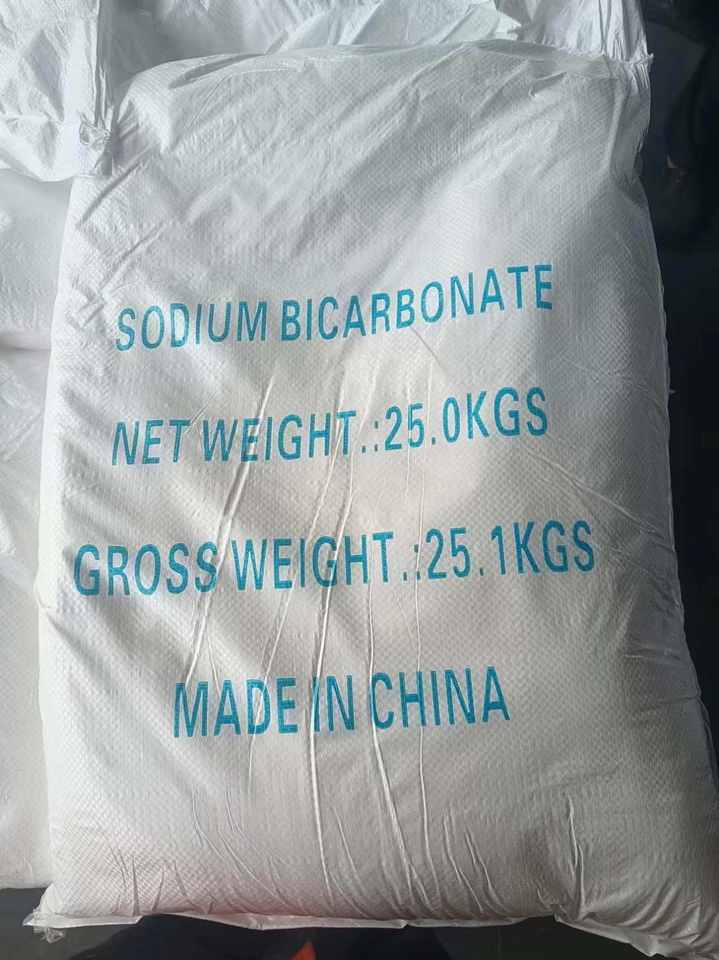 SODIUM BICARBONATE
NET WEIGHT.:25.0KGS
GROSS WEIGHT.:25.1KGS
MADE IN CHINA